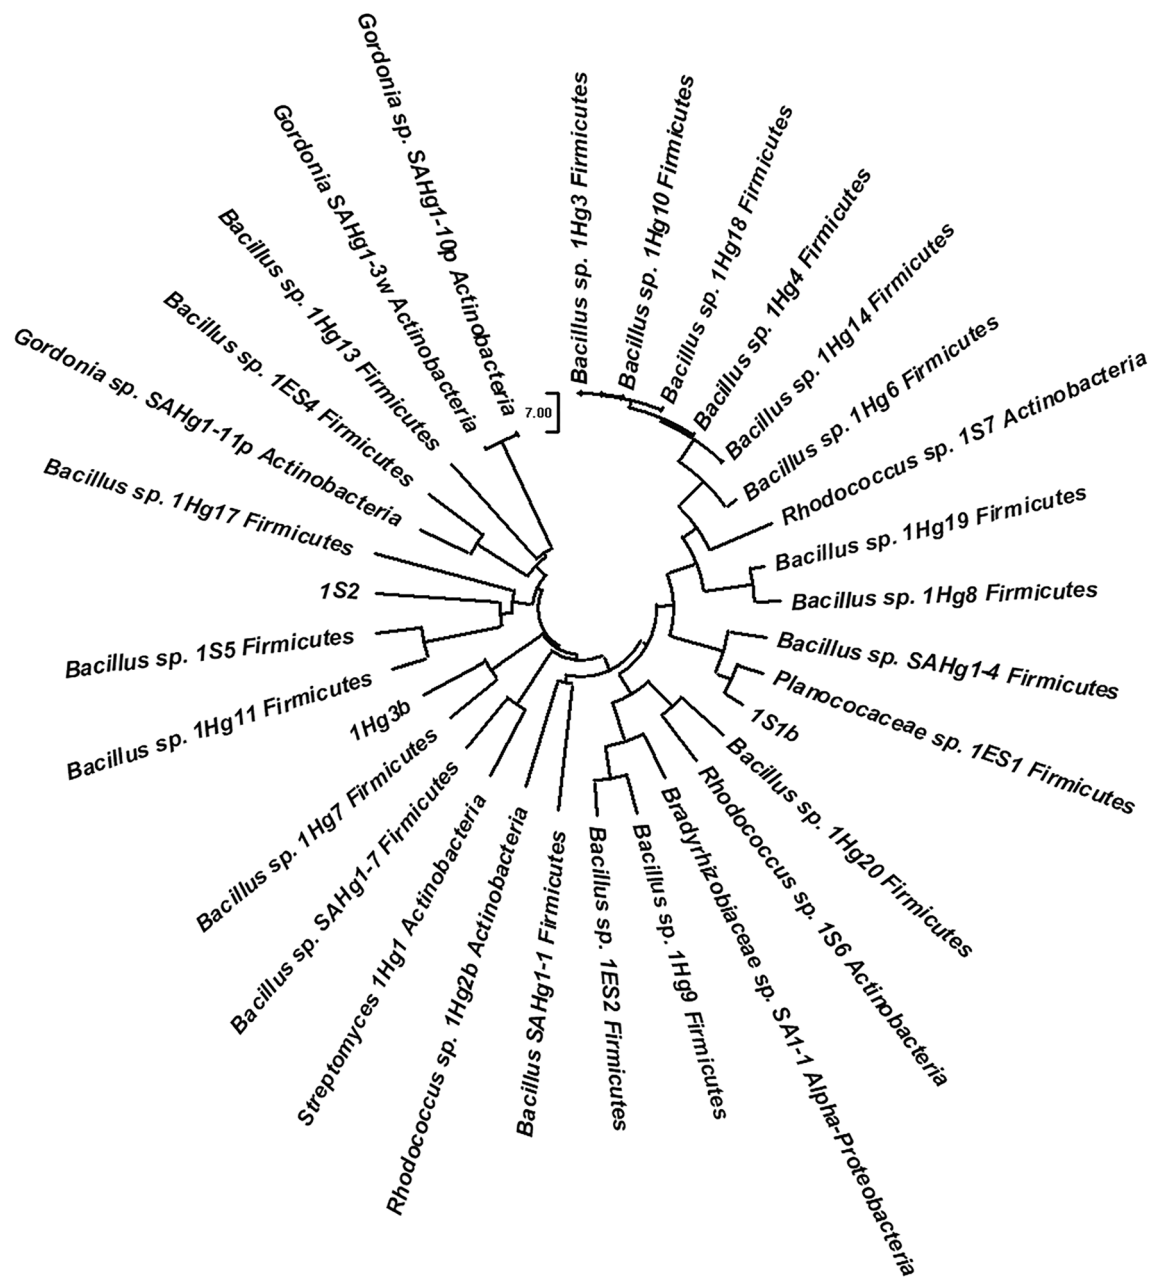 Gordonia sp. SAHg1-10p Actinobacteria
Bacillus sp. 1Hg3 Firmicutes
Bacillus sp. 1Hg10 Firmicutes
Bacillus sp. 1Hg18 Firmicutes
Bacillus sp. 1Hg4 Firmicutes
Bacillus sp. 1Hg14 Firmicutes
Bacillus sp. 1Hg6 Firmicutes
Rhodococcus sp. 1S7 Actinobacteria
Bacillus sp. 1Hg19 Firmicutes
Bacillus sp. 1Hg8 Firmicutes
Bacillus sp. SAHg1-4 Firmicutes
Planococaceae sp. 1ES1 Firmicutes
1S1b
Bacillus sp. 1Hg20 Firmicutes
Rhodococcus sp. 1S6 Actinobacteria
Bradyrhizobiaceae sp. SA1-1 Alpha-Proteobacteria
Bacillus sp. 1Hg9 Firmicutes
Bacillus sp. 1ES2 Firmicutes
Bacillus SAHg1-1 Firmicutes
Rhodococcus sp. 1Hg2b Actinobacteria
Streptomyces 1Hg1 Actinobacteria
Bacillus sp. SAHg1-7 Firmicutes
Bacillus sp. 1Hg7 Firmicutes
1Hg3b
Bacillus sp. 1Hg11 Firmicutes
Bacillus sp. 1S5 Firmicutes
1S2
Bacillus sp. 1Hg17 Firmicutes
Gordonia sp. SAHg1-11p Actinobacteria
Bacillus sp. 1ES4 Firmicutes
Bacillus sp. 1Hg13 Firmicutes
Gordonia SAHg1-3w Actinobacteria
7.00